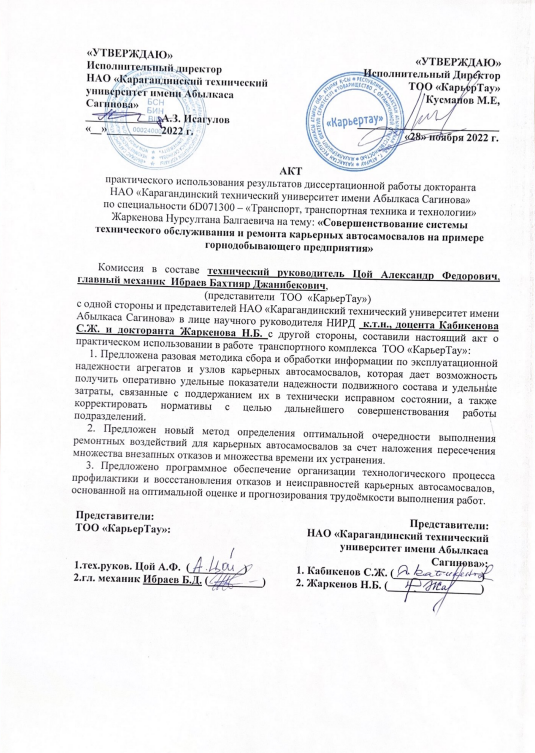 «УТВЕРЖДАЮ»
Исполнительный директор
НАО «Карагандинский технический
университет имени Абылкаса
Сагинова»
А.З. Исагулов
«__»__________2022 г.
«УТВЕРЖДАЮ»
Исполнительный Директор
ТОО «КарьерТау»
Кусманов М.Е,
«28» ноября 2022 г.
БСН
БИН
«Карьертау»
АКТ
практического использования результатов диссертационной работы докторанта
НАО «Карагандинский технический университет имени Абылкаса Сагинова»
по специальности 6D071300 – «Транспорт, транспортная техника и технологии»
Жаркенова Нурсултана Балгаевича на тему: «Совершенствование системы
технического обслуживания и ремонта карьерных автосамосвалов на примере
горнодобывающего предприятия»
Комиссия в составе технический руководитель Цой Александр Федорович,
главный механик Ибраев Бахтияр Джанибекович,
(представители ТОО «КарьерТау»)
с одной стороны и представителей НАО «Карагандинский технический университет имени
Абылкаса Сагинова» в лице научного руководителя НИРД к.т.н., доцента Кабикенова
С.Ж. и докторанта Жаркенова Н.Б. с другой стороны, составили настоящий акт о
практическом использовании в работе транспортного комплекса ТОО «КарьерТау»:
1. Предложена разовая методика сбора и обработки информации по эксплуатационной
надежности агрегатов и узлов карьерных автосамосвалов, которая дает возможность
получить оперативно удельные показатели надежности подвижного состава и удельные
затраты, связанные с поддержанием их в технически исправном состоянии, а также
корректировать нормативы с целью дальнейшего совершенствования работы
подразделений.
2. Предложен новый метод определения оптимальной очередности выполнения
ремонтных воздействий для карьерных автосамосвалов за счет наложения пересечения
множества внезапных отказов и множества времени их устранения.
3. Предложено программное обеспечение организации технологического процесса
профилактики и воссстановления отказов и неисправностей карьерных автосамосвалов,
основанной на оптимальной оценке и прогнозирования трудоёмкости выполнения работ.
Представители:
ТОО «КарьерТау»:
1.тех.руков. Цой А.Ф. (А.Цой)
2.гл. механик Ибраев Б.Д. ( )
Представители:
НАО «Карагандинский технический
университет имени Абылкаса
Сагинова»:
1. Кабикенов С.Ж. ( )
2. Жаркенов Н.Б. ( )